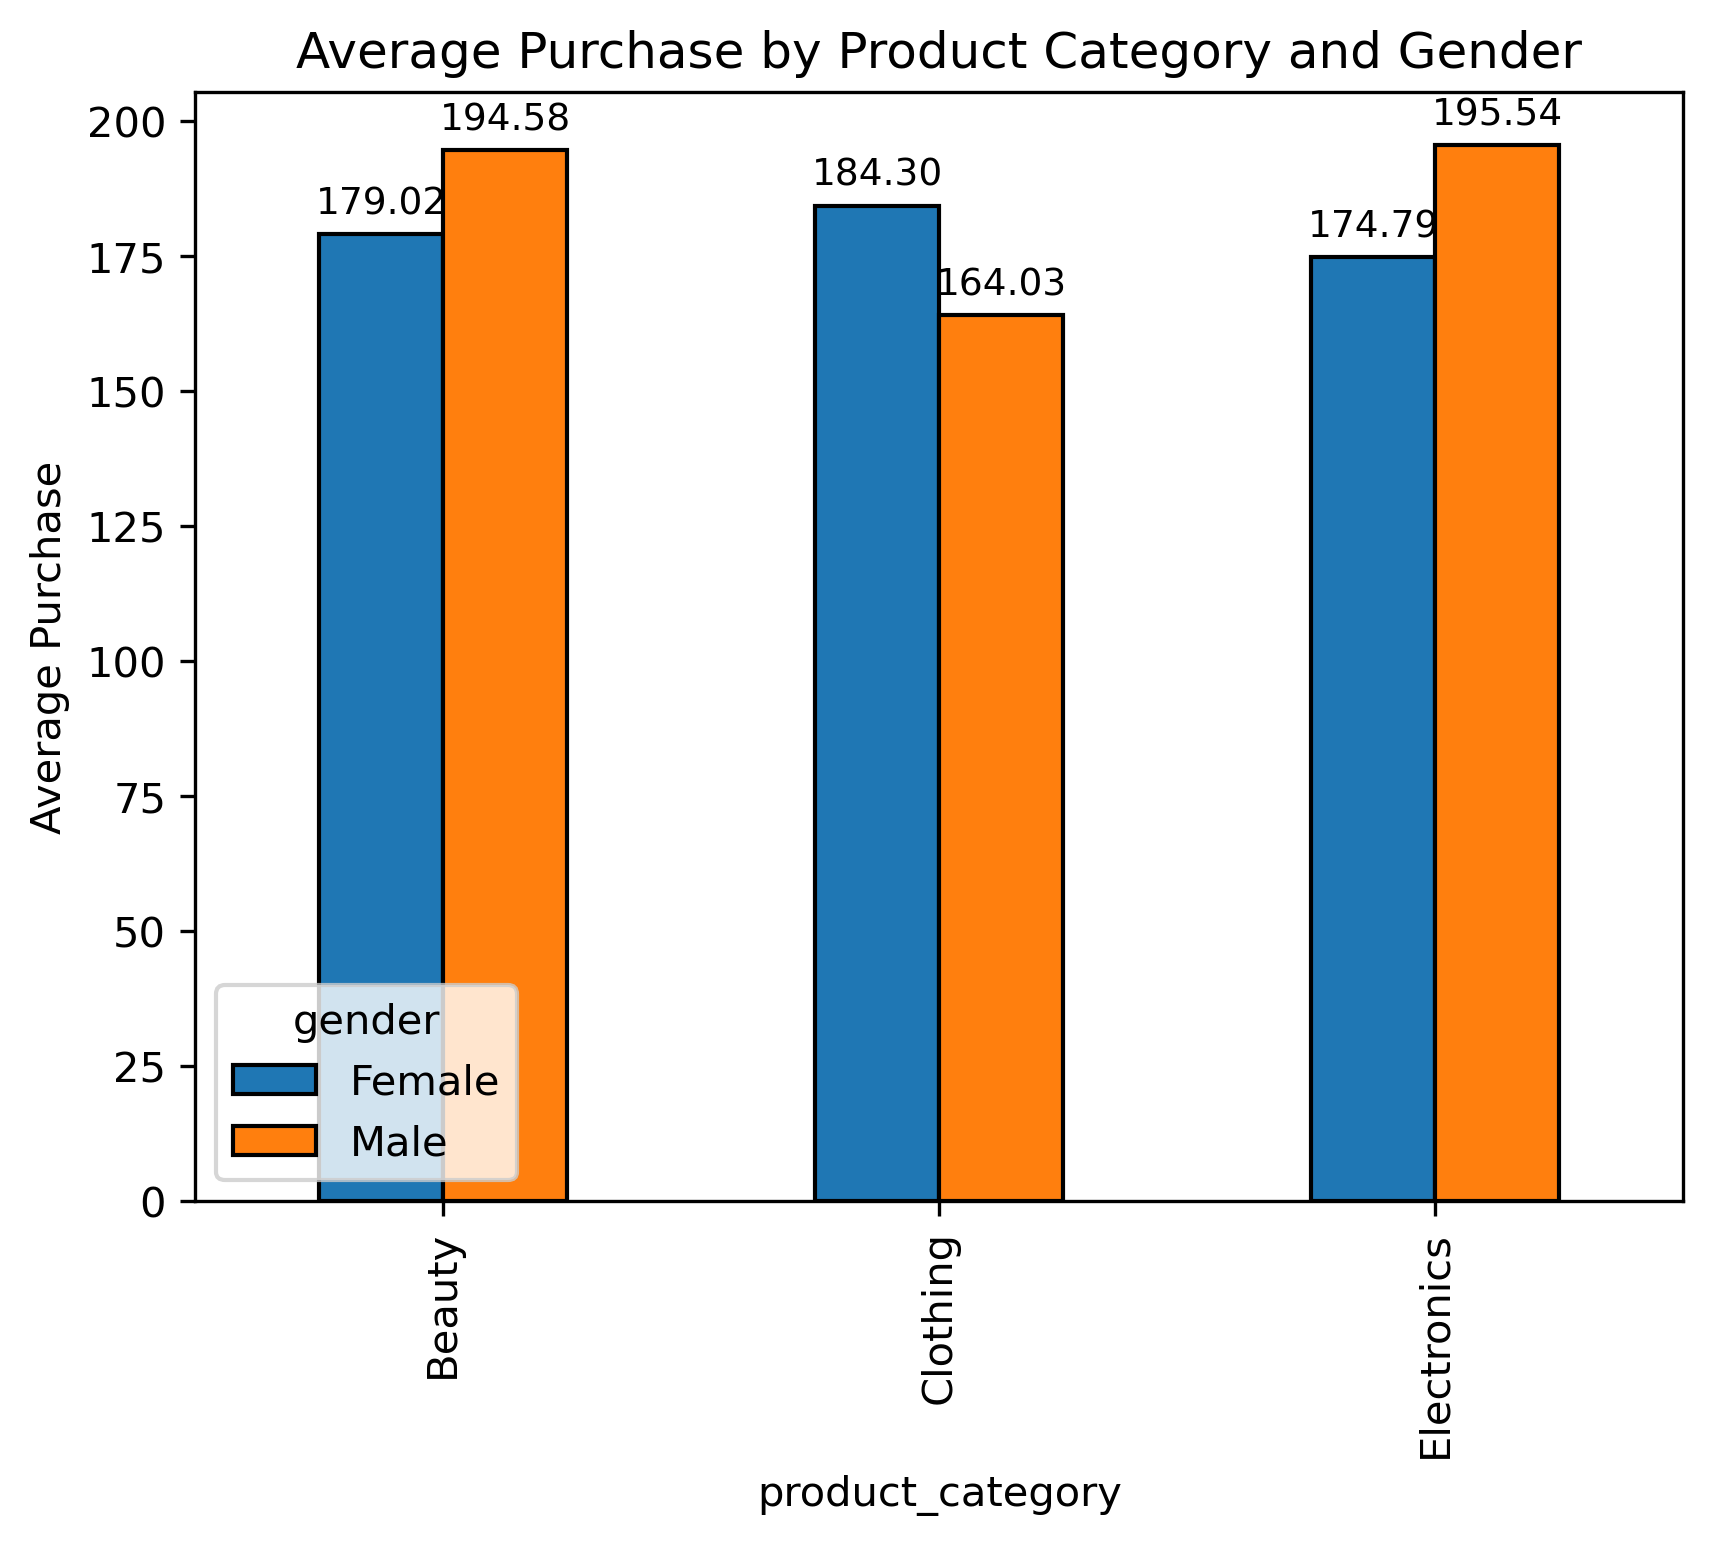 Average Purchase by Product Category and Gender
200
175
150
125
100
75
50
25
0
Average Purchase
179.02
194.58
184.30
164.03
174.79
195.54
gender
Female
Male
Beauty
Clothing
Electronics
product_category